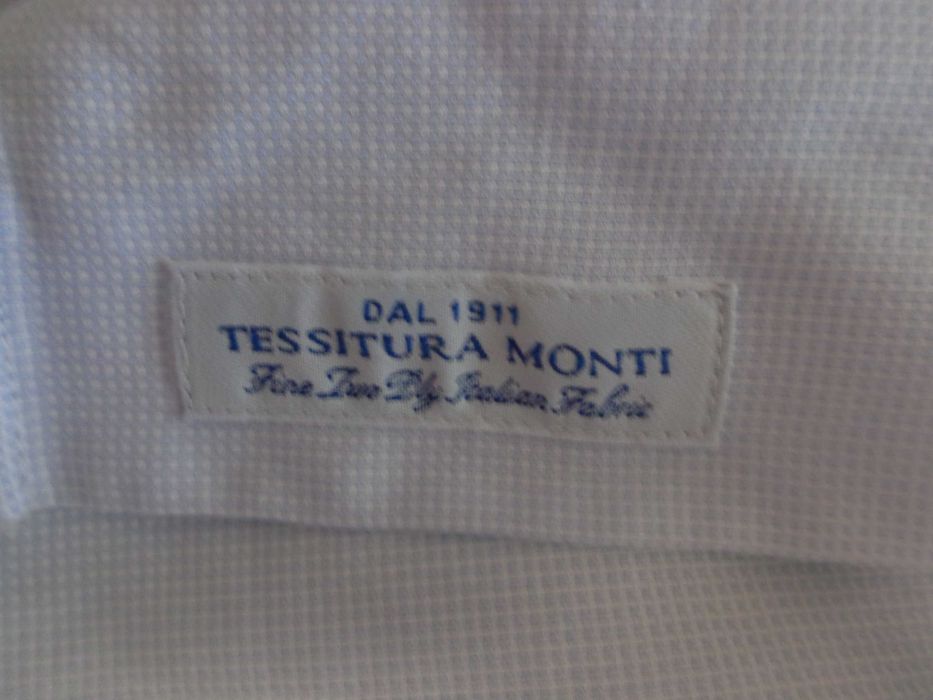 DAL 1911
TESSITURA MONTI
Fine Two Ply Italian Fabric